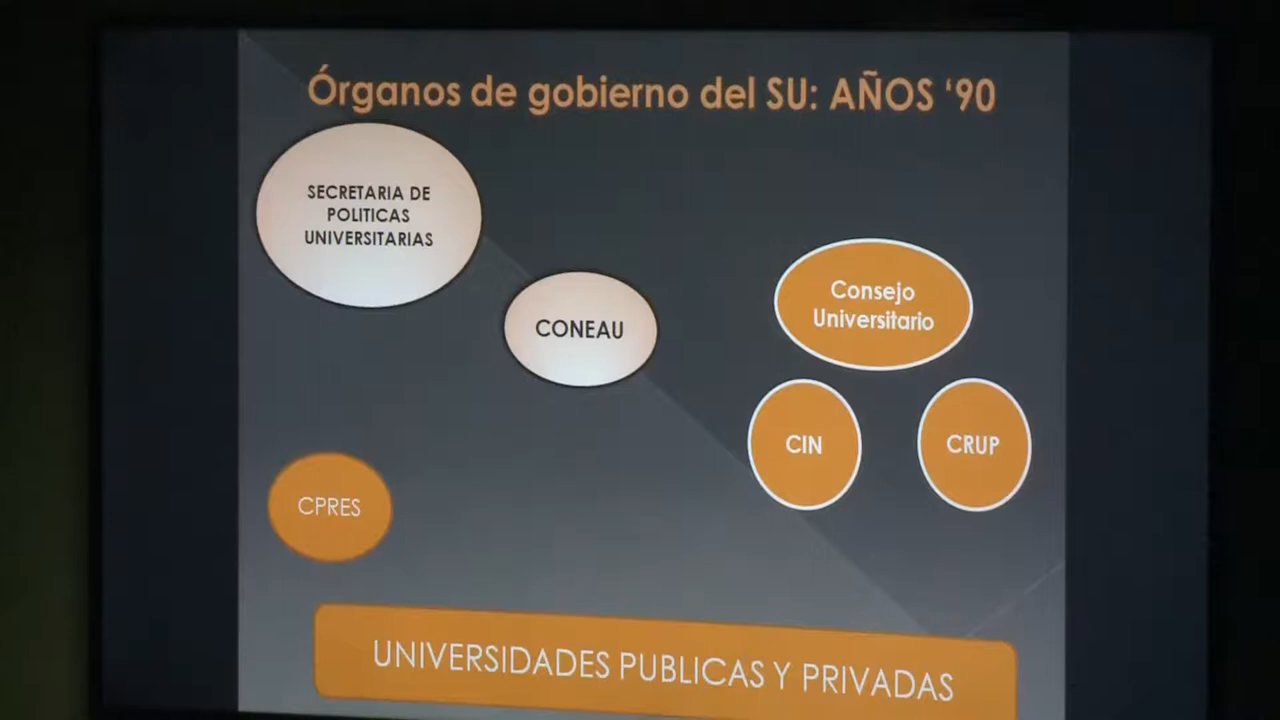 Órganos de gobierno del SU: AÑOS ‘90
SECRETARIA DE
POLITICAS
UNIVERSITARIAS
CONEAU
Consejo
Universitario
CIN
CRUP
CPRES
UNIVERSIDADES PUBLICAS Y PRIVADAS